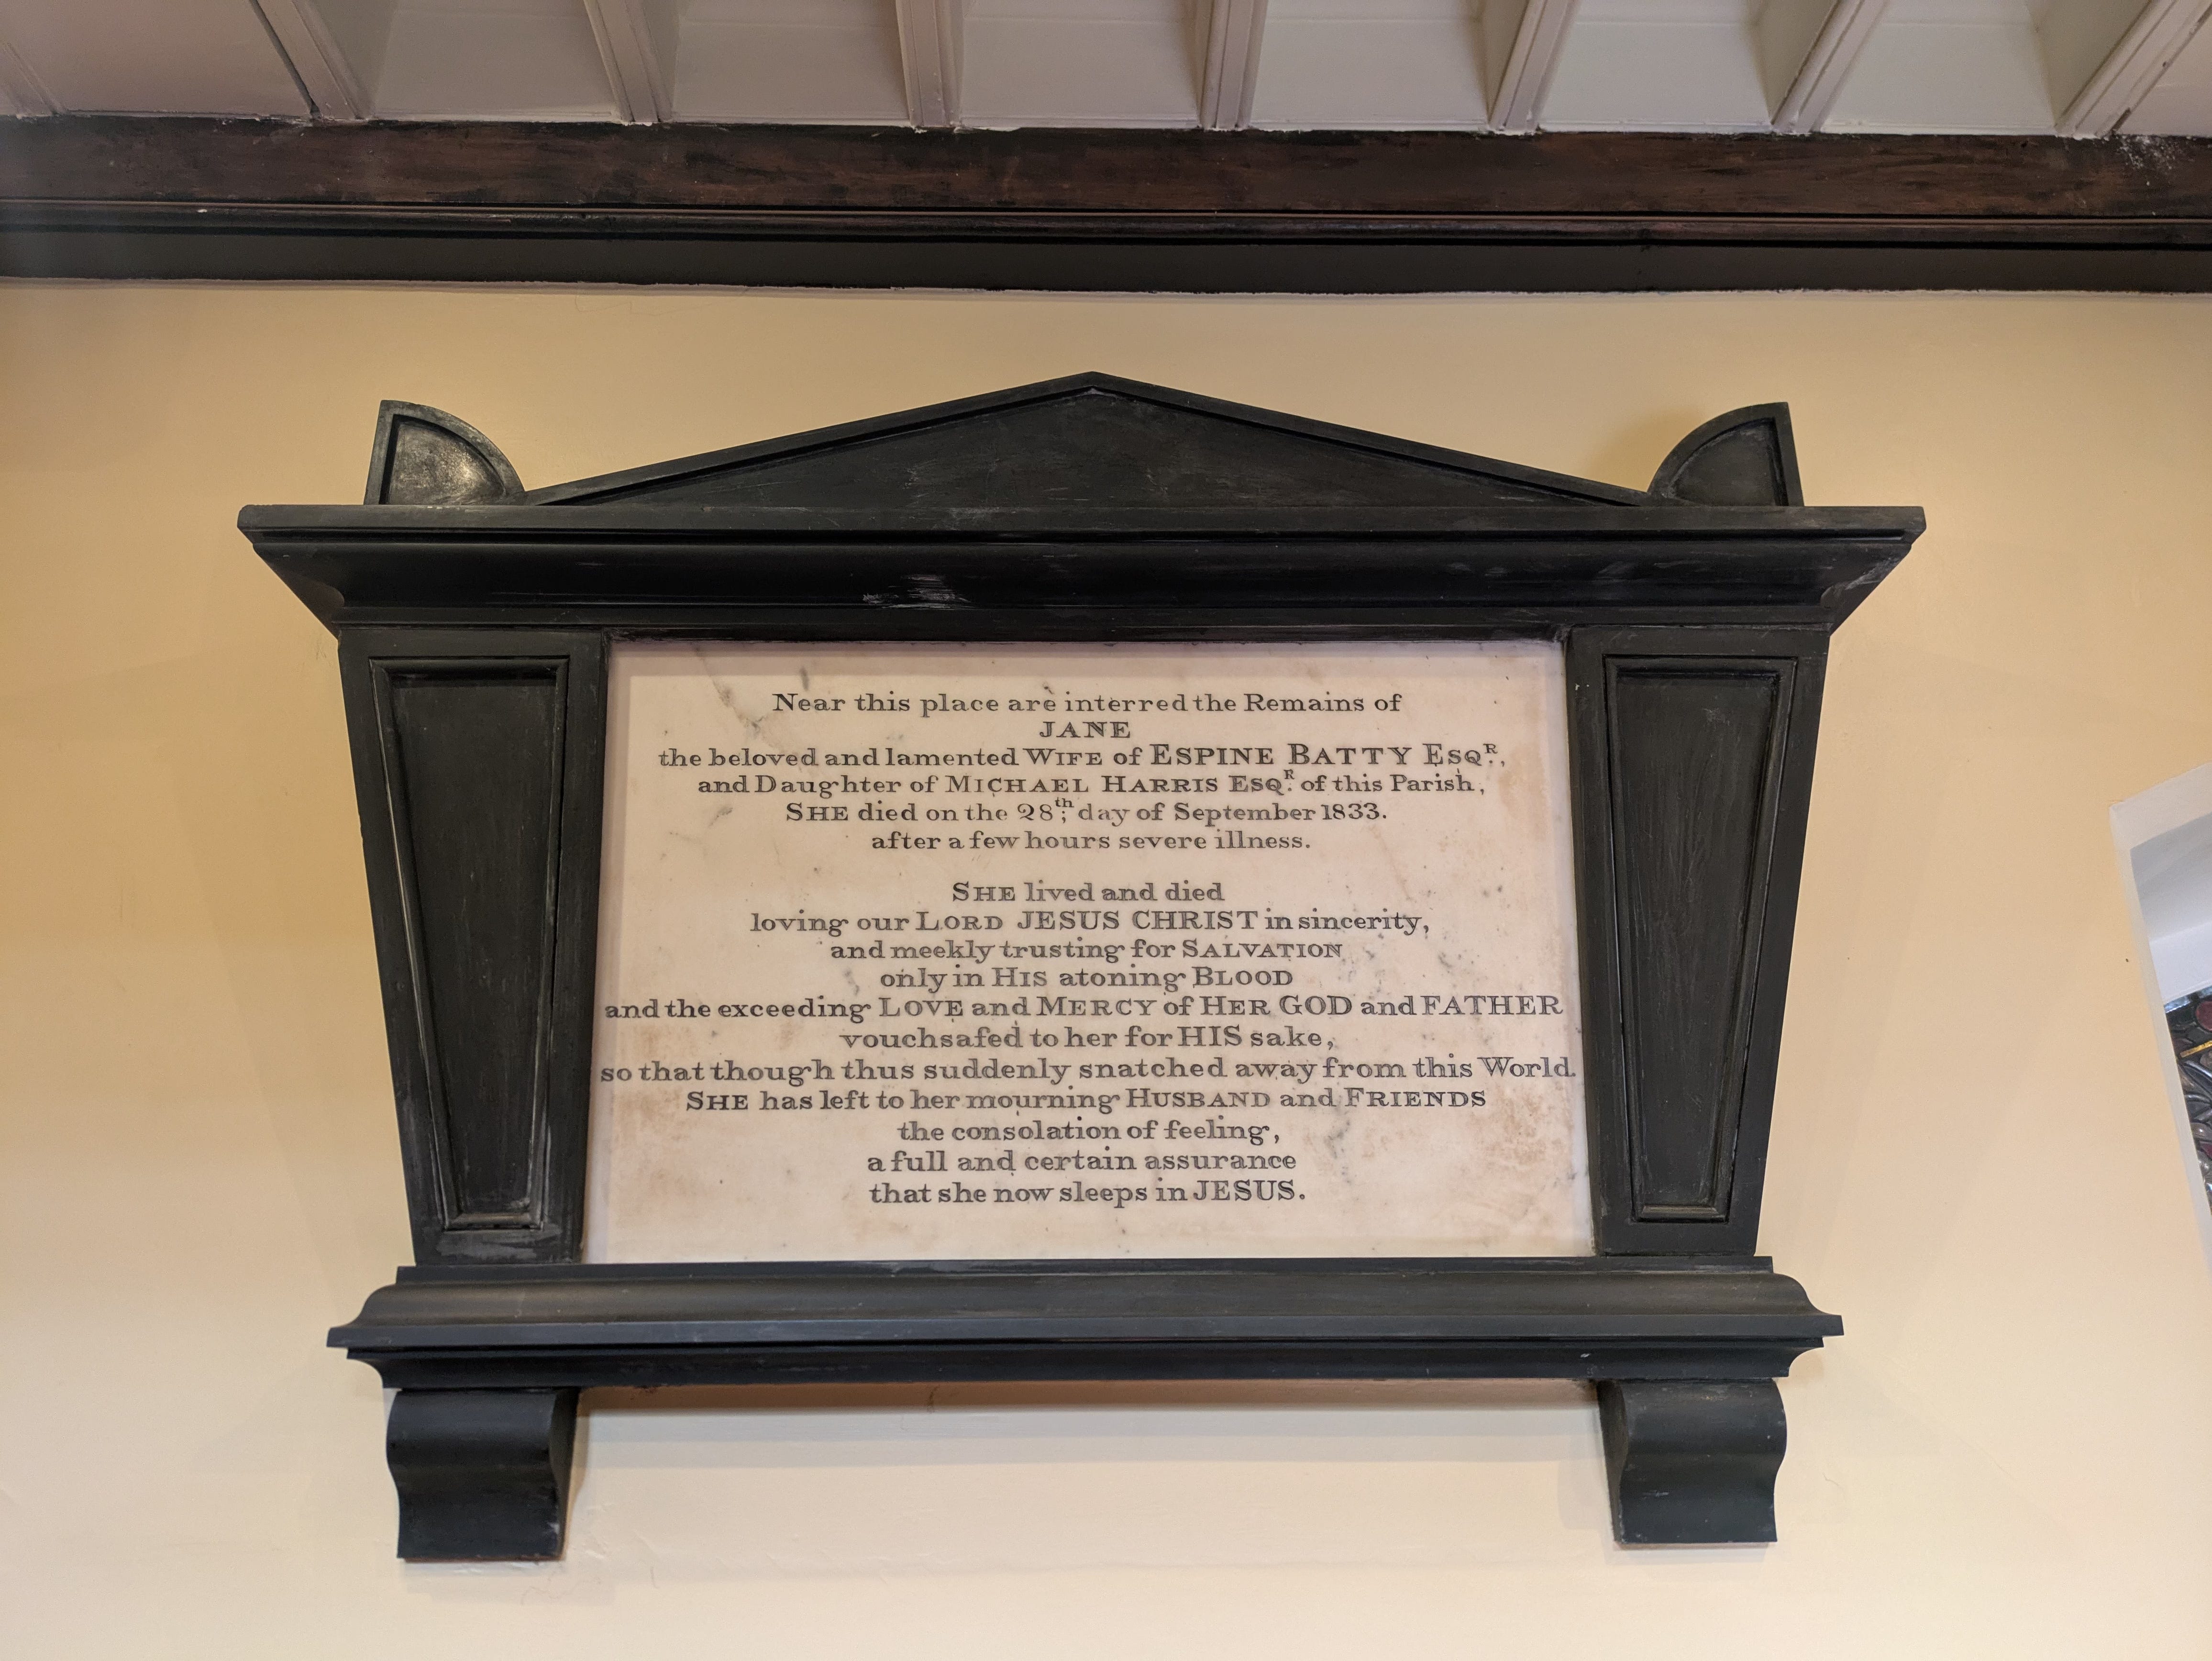 Near this place are interred the Remains of
JANE
the beloved and lamented WIFE of ESPINE BATTY ESQR.,
and Daughter of MICHAEL HARRIS ESQR. of this Parish,
SHE died on the 28th; day of September 1833.
after a few hours severe illness.
SHE lived and died
loving our LORD JESUS CHRIST in sincerity,
and meekly trusting for SALVATION
only in HIS atoning BLOOD
and the exceeding LOVE and MERCY of HER GOD and FATHER
vouchsafed to her for HIS sake,
so that though thus suddenly snatched away from this World.
SHE has left to her mourning HUSBAND and FRIENDS
the consolation of feeling,
a full and certain assurance
that she now sleeps in JESUS.